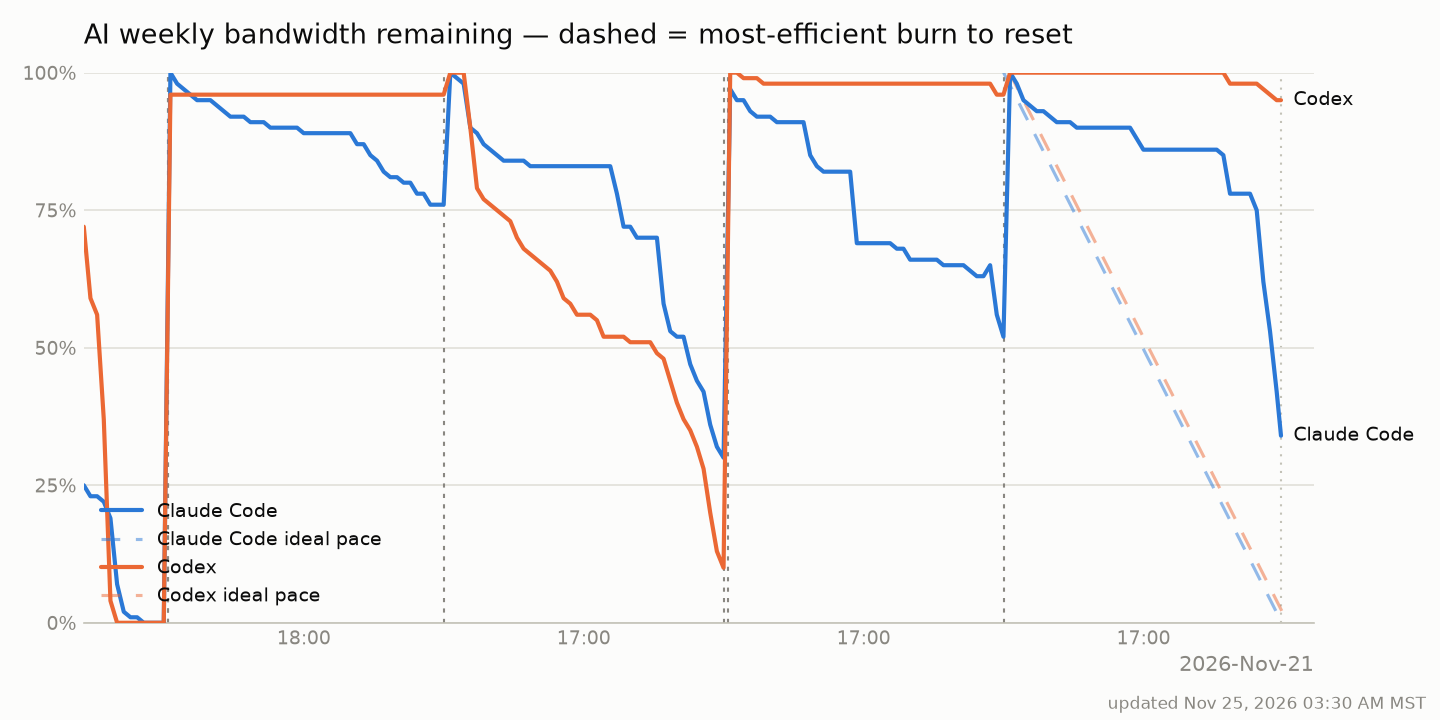 AI weekly bandwidth remaining — dashed = most-efficient burn to reset
100%
75%
50%
25%
0%
Codex
Claude Code
Claude Code
Claude Code ideal pace
Codex
Codex ideal pace
18:00
17:00
17:00
17:00
2026-Nov-21
updated Nov 25, 2026 03:30 AM MST